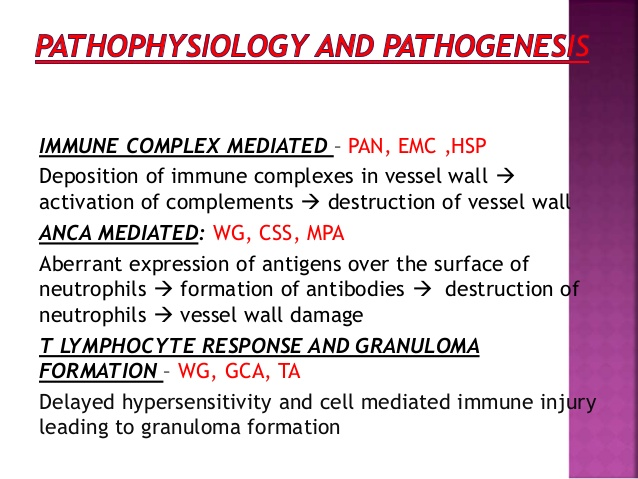 PATHOPHYSIOLOGY AND PATHOGENESIS
IMMUNE COMPLEX MEDIATED – PAN, EMC ,HSP
Deposition of immune complexes in vessel wall →
activation of complements → destruction of vessel wall
ANCA MEDIATED: WG, CSS, MPA
Aberrant expression of antigens over the surface of
neutrophils → formation of antibodies → destruction of
neutrophils → vessel wall damage
T LYMPHOCYTE RESPONSE AND GRANULOMA
FORMATION – WG, GCA, TA
Delayed hypersensitivity and cell mediated immune injury
leading to granuloma formation